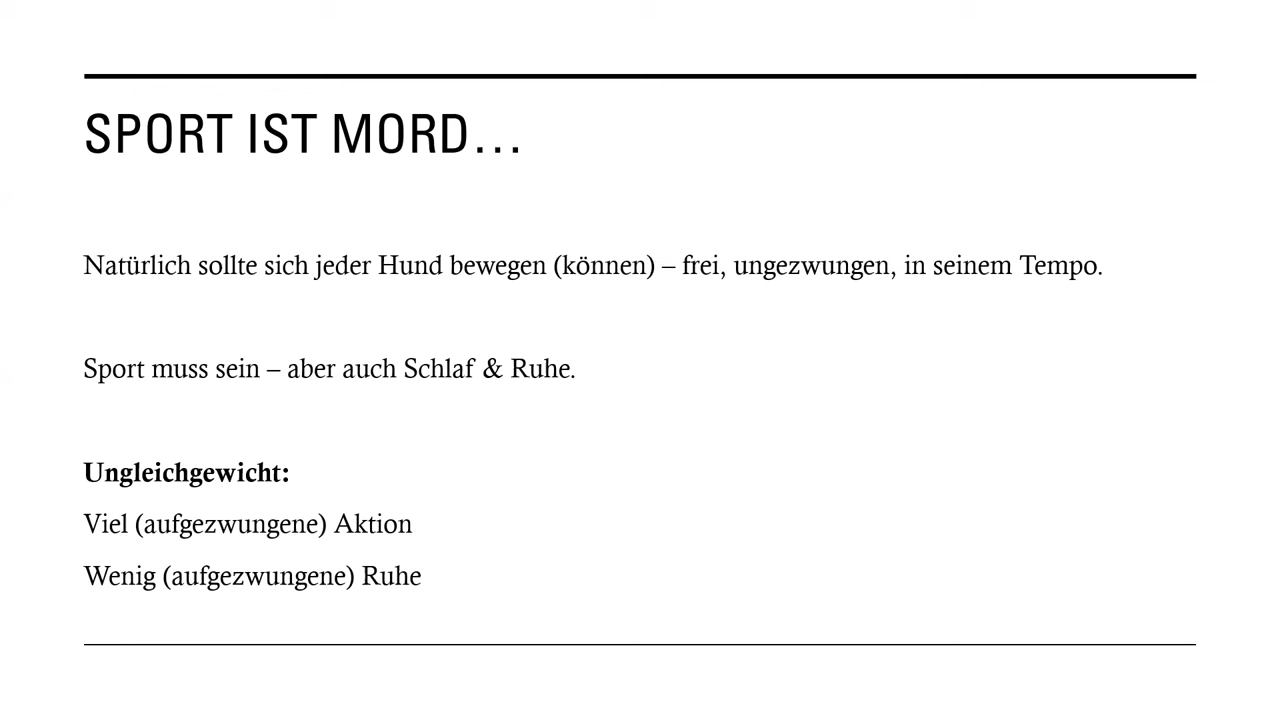 SPORT IST MORD…
Natürlich sollte sich jeder Hund bewegen (können) – frei, ungezwungen, in seinem Tempo.
Sport muss sein – aber auch Schlaf & Ruhe.
Ungleichgewicht:
Viel (aufgezwungene) Aktion
Wenig (aufgezwungene) Ruhe